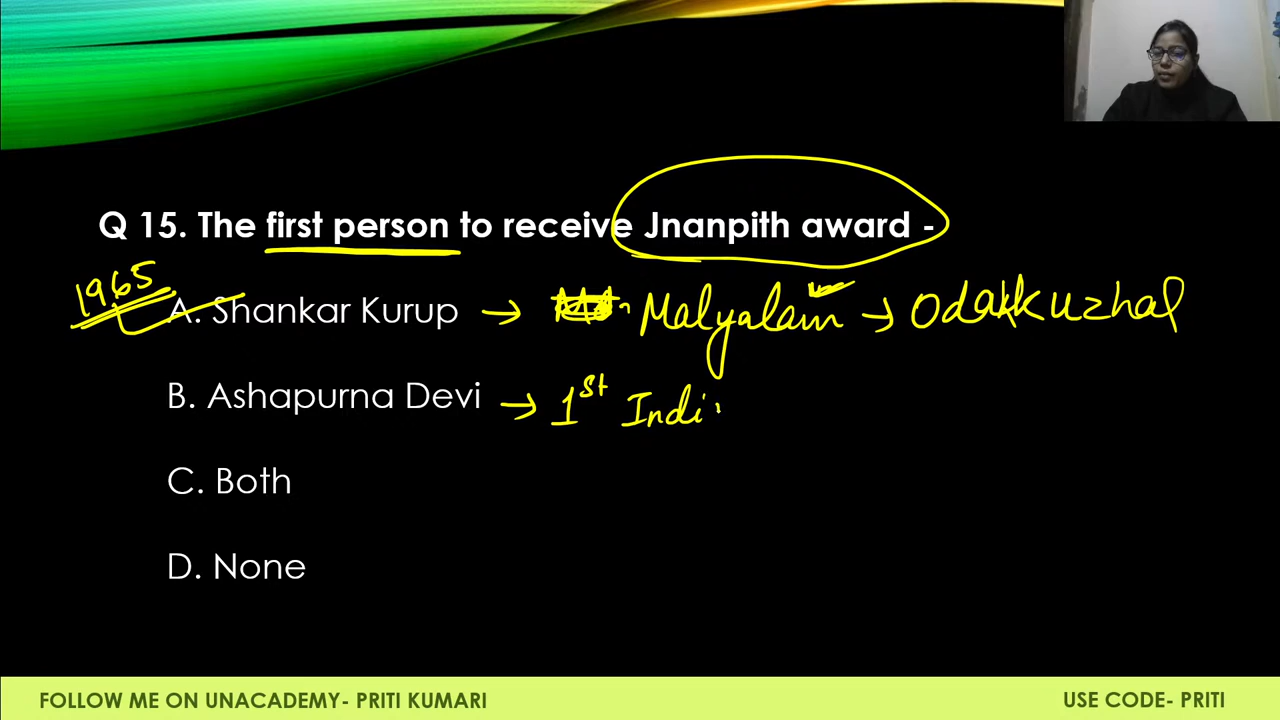 Q 15. The first person to receive Jnanpith award -
1965
A. Shankar Kurup → Malyalam → Odakkuzhal
B. Ashapurna Devi → 1st Indi
C. Both
D. None
FOLLOW ME ON UNACADEMY- PRITI KUMARI
USE CODE- PRITI